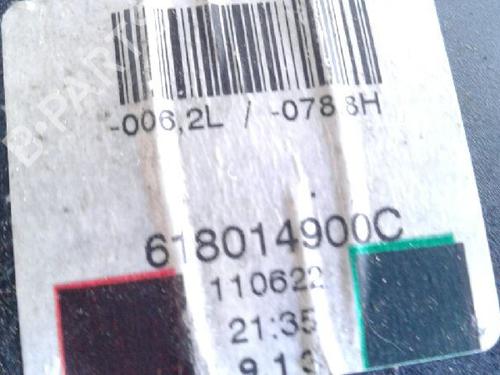 -006,2L / -078,8H
618014900C
110622
21:35
B-PARTS